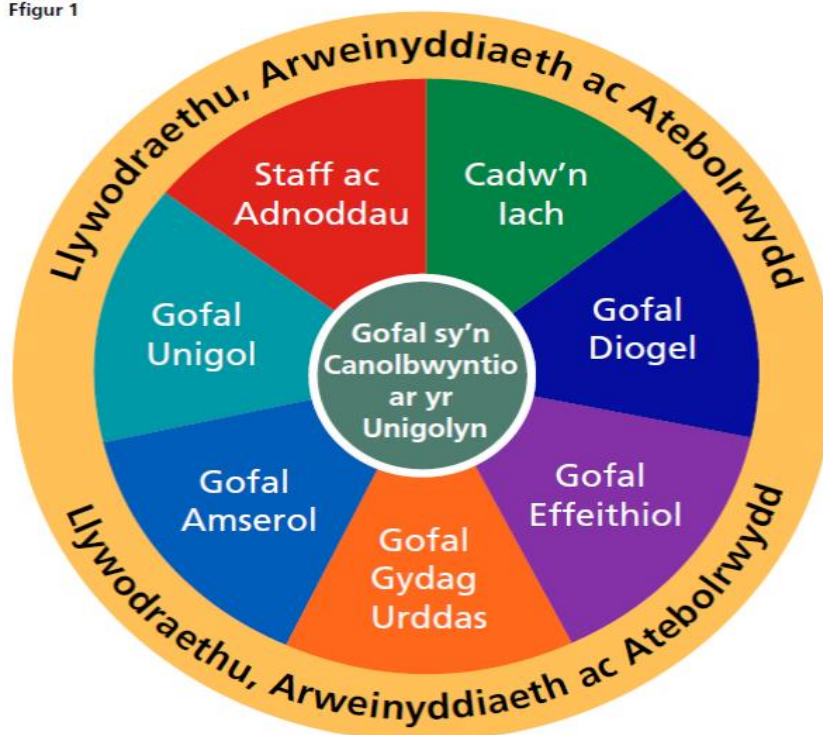 Ffigur 1
Llywodraethu, Arweinyddiaeth ac Atebolrwydd
Staff ac
Adnoddau
Cadw'n
Iach
Gofal
Unigol
Gofal
Diogel
Gofal sy'n
Canolbwyntio
ar yr
Unigolyn
Gofal
Amserol
Gofal
Effeithiol
Gofal
Gydag
Urddas
Llywodraethu, Arweinyddiaeth ac Atebolrwydd